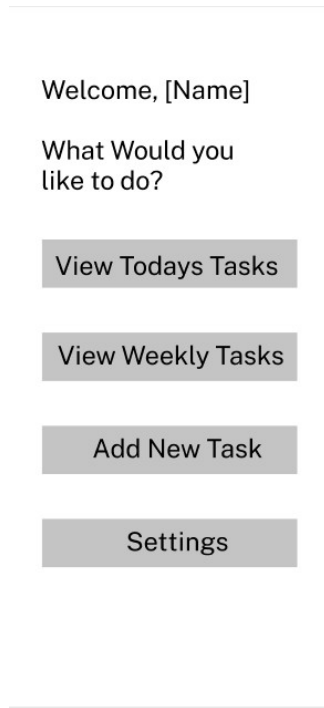 Welcome, [Name]
What Would you
like to do?
View Todays Tasks
View Weekly Tasks
Add New Task
Settings